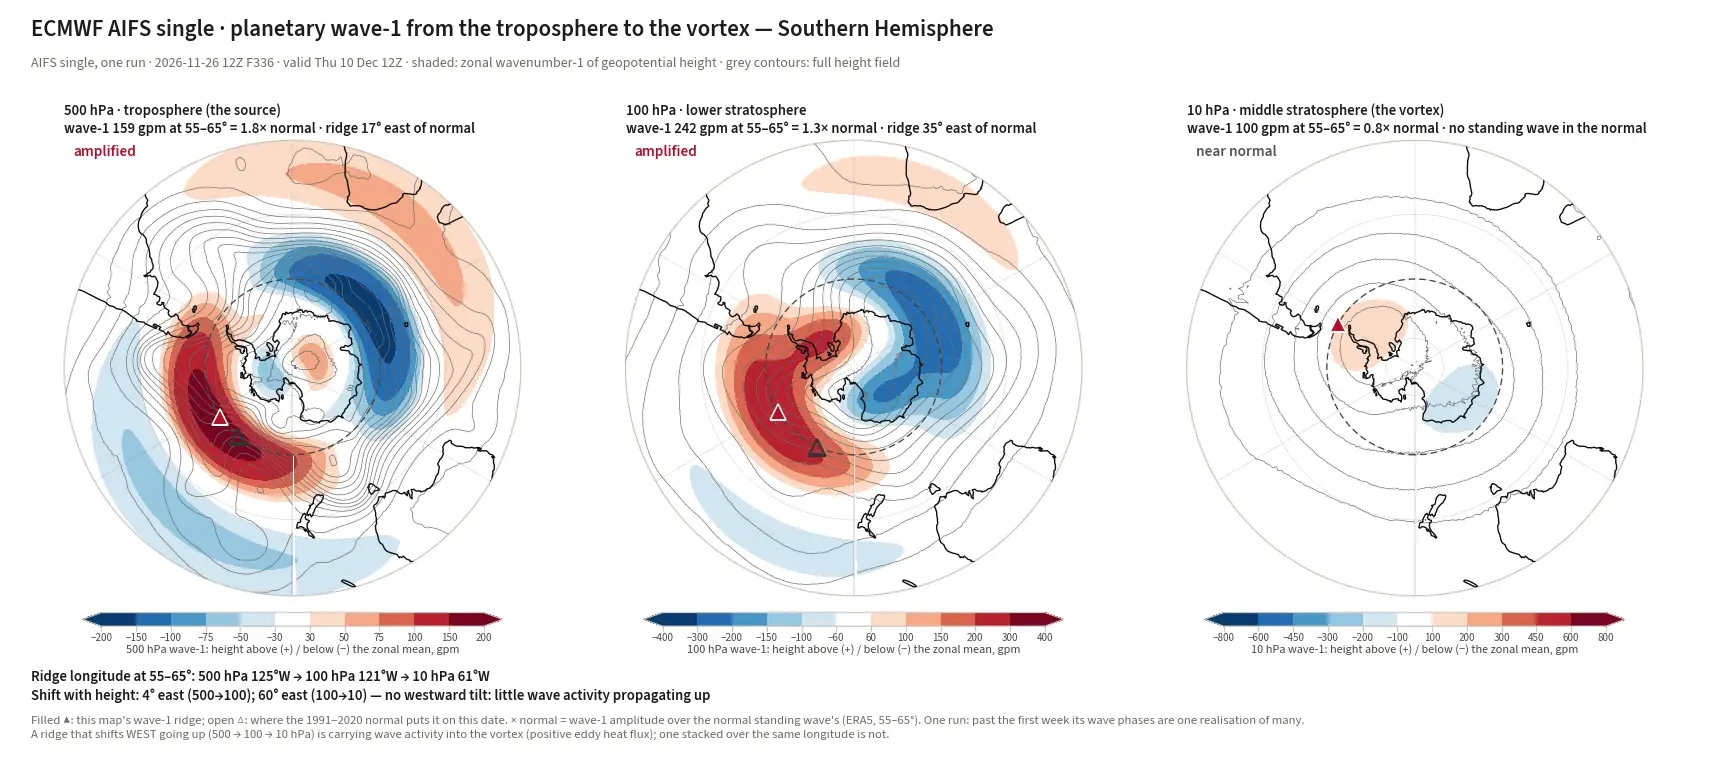 ECMWF AIFS single · planetary wave-1 from the troposphere to the vortex — Southern Hemisphere
AIFS single, one run · 2026-11-26 12Z F336 · valid Thu 10 Dec 12Z · shaded: zonal wavenumber-1 of geopotential height · grey contours: full height field
500 hPa · troposphere (the source)
wave-1 159 gpm at 55–65° = 1.8× normal · ridge 17° east of normal
amplified
100 hPa · lower stratosphere
wave-1 242 gpm at 55–65° = 1.3× normal · ridge 35° east of normal
amplified
10 hPa · middle stratosphere (the vortex)
wave-1 100 gpm at 55–65° = 0.8× normal · no standing wave in the normal
near normal
−200 −150 −100 −75 −50 −30 30 50 75 100 150 200
500 hPa wave-1: height above (+) / below (−) the zonal mean, gpm
−400 −300 −200 −150 −100 −60 60 100 150 200 300 400
100 hPa wave-1: height above (+) / below (−) the zonal mean, gpm
−800 −600 −450 −300 −200 −100 100 200 300 450 600 800
10 hPa wave-1: height above (+) / below (−) the zonal mean, gpm
Ridge longitude at 55–65°: 500 hPa 125°W → 100 hPa 121°W → 10 hPa 61°W
Shift with height: 4° east (500→100); 60° east (100→10) — no westward tilt: little wave activity propagating up
Filled ▲: this map's wave-1 ridge; open △: where the 1991–2020 normal puts it on this date. × normal = wave-1 amplitude over the normal standing wave's (ERA5, 55–65°). One run: past the first week its wave phases are one realisation of many.
A ridge that shifts WEST going up (500 → 100 → 10 hPa) is carrying wave activity into the vortex (positive eddy heat flux); one stacked over the same longitude is not.